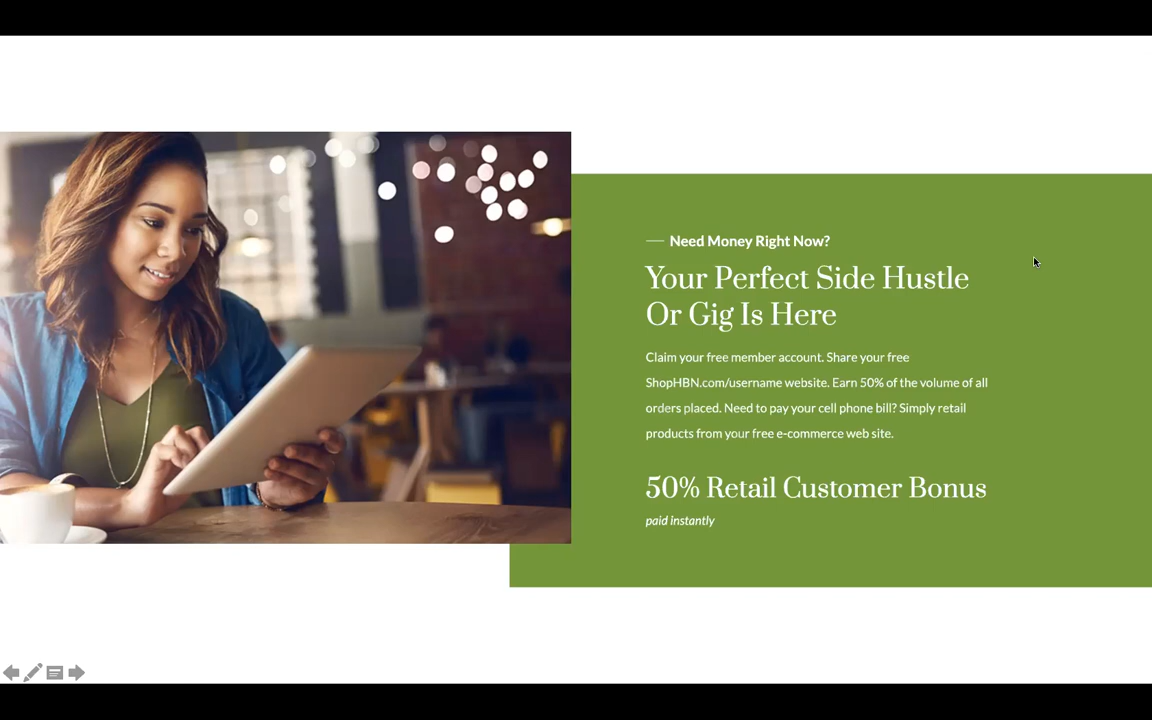 Need Money Right Now?
Your Perfect Side Hustle
Or Gig Is Here
Claim your free member account. Share your free
ShopHBN.com/username website. Earn 50% of the volume of all
orders placed. Need to pay your cell phone bill? Simply retail
products from your free e-commerce web site.
50% Retail Customer Bonus
paid instantly